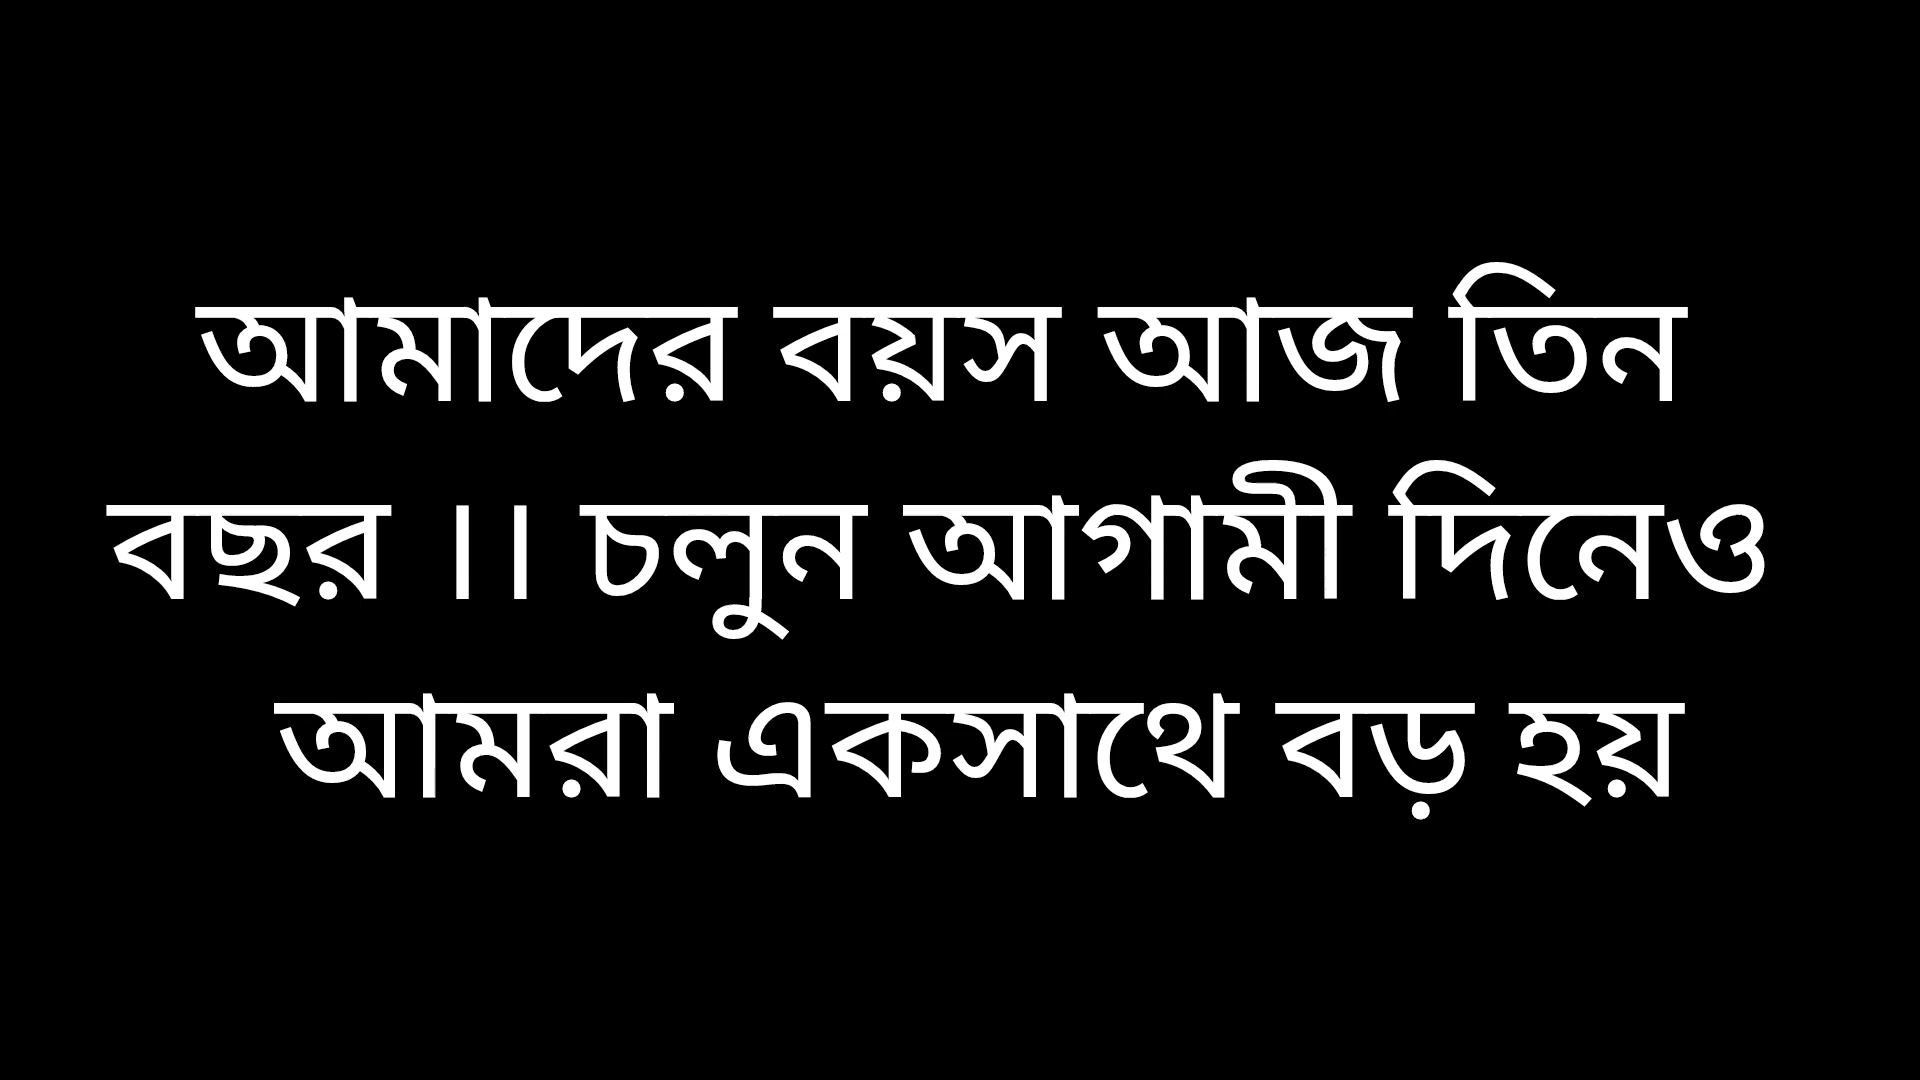 আমাদের বয়স আজ তিন
বছর ।। চলুন আগামী দিনেও
আমরা একসাথে বড় হয়